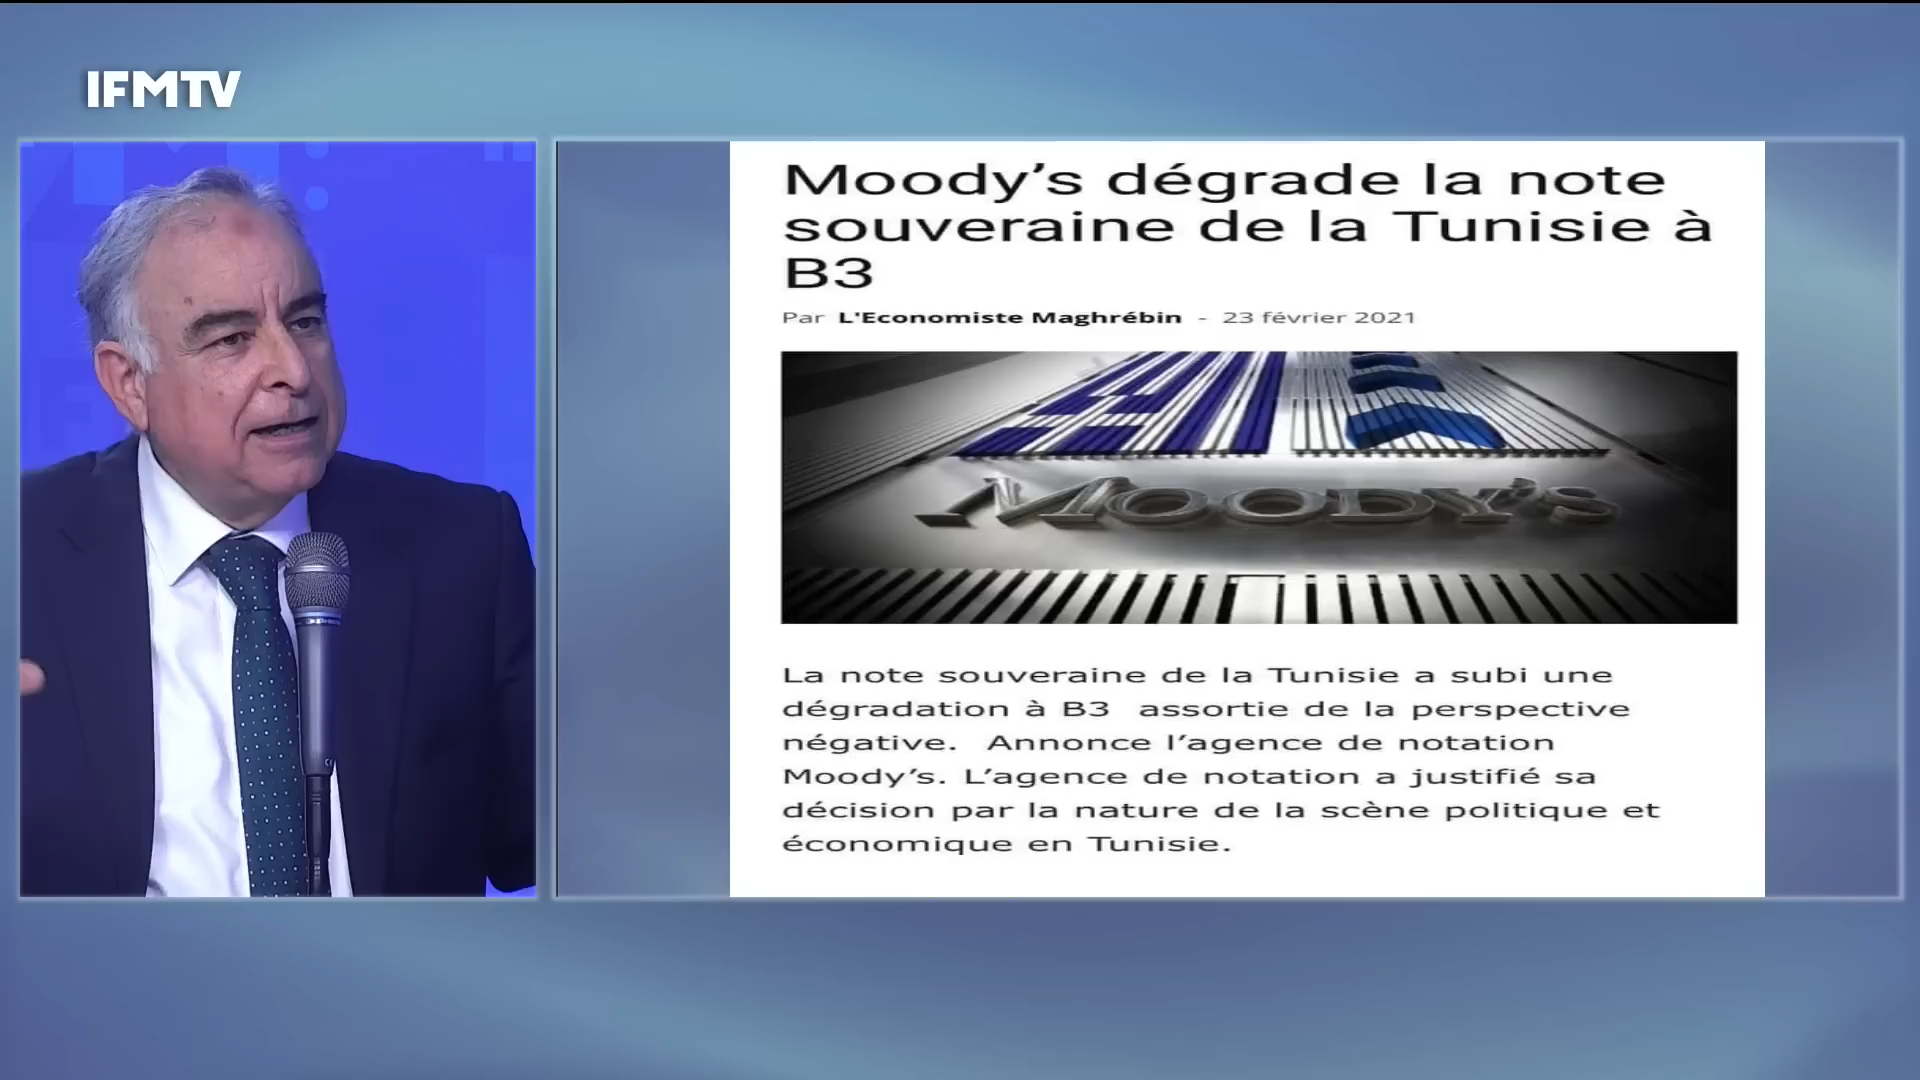 IFMTV
Moody's dégrade la note
souveraine de la Tunisie à
B3
Par L'Economiste Maghrébin - 23 février 2021
MOODY'S
La note souveraine de la Tunisie a subi une
dégradation à B3 assortie de la perspective
négative. Annonce l'agence de notation
Moody's. L'agence de notation a justifié sa
décision par la nature de la scène politique et
économique en Tunisie.